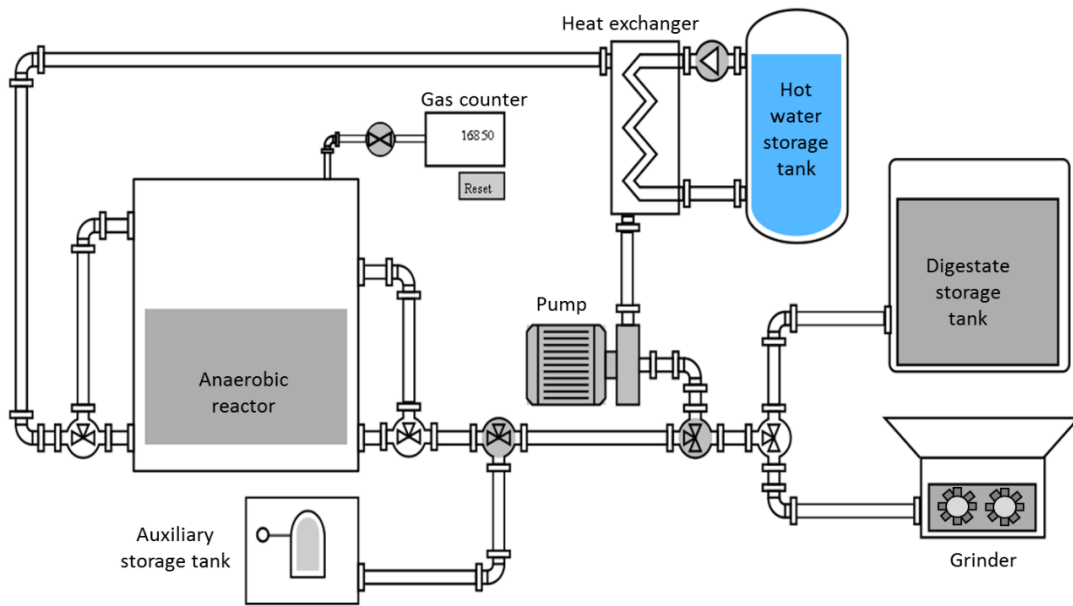 Heat exchanger
Hot
water
storage
tank
Gas counter
16850
Reset
Digestate
storage
tank
Pump
Anaerobic
reactor
Auxiliary
storage tank
Grinder